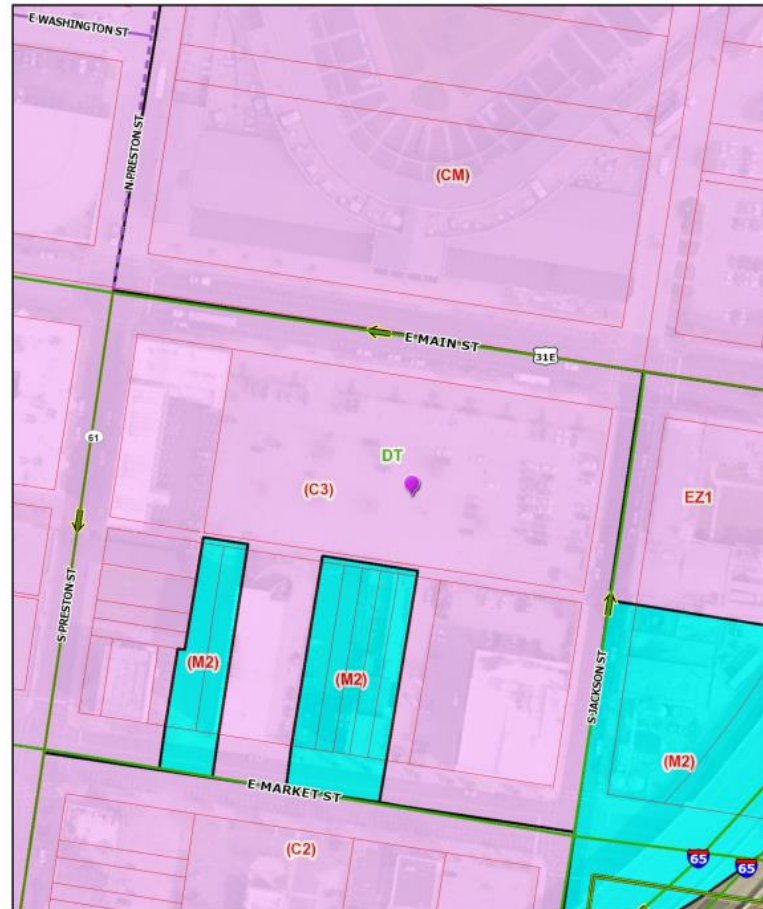 E WASHINGTON ST
N PRESTON ST
(CM)
E MAIN ST
31E
61
DT
(C3)
EZ1
S PRESTON ST
(M2)
(M2)
S JACKSON ST
(M2)
E MARKET ST
(C2)
65
65